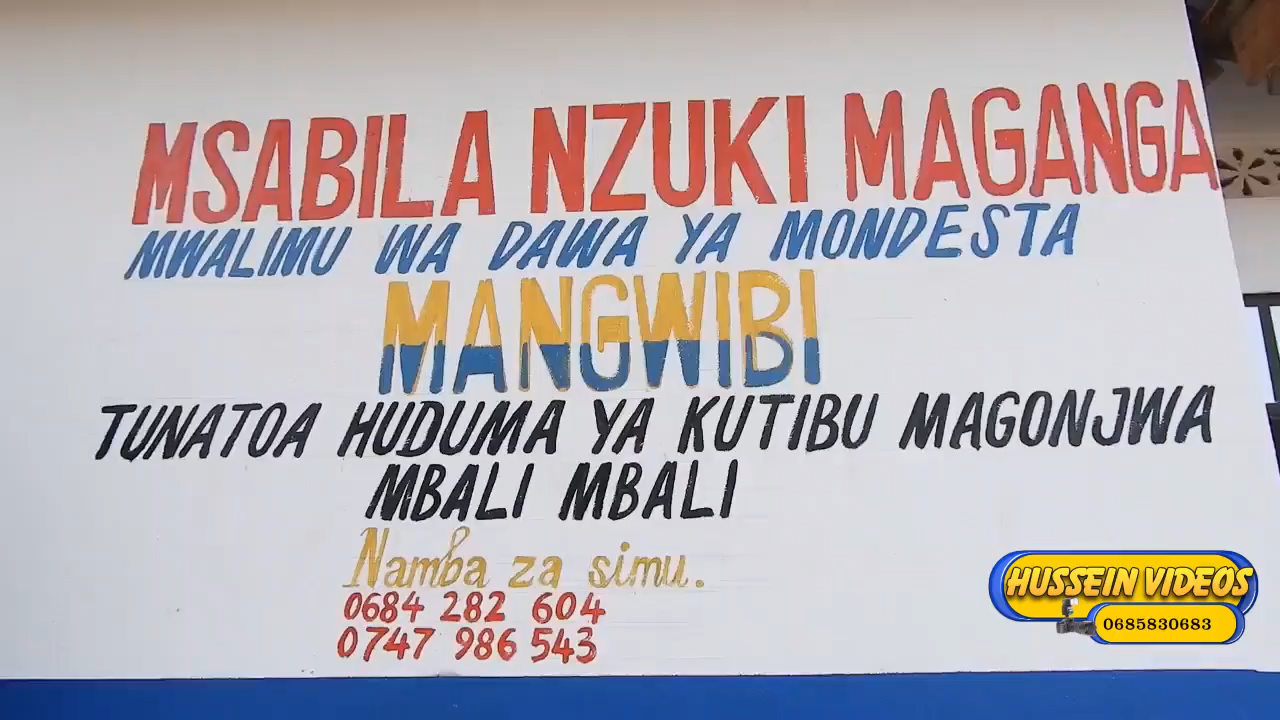 MSABILA NZUKI MAGANGA
MWALIMU WA DAWA YA MONDESTA
MANGWIBI
TUNATOA HUDUMA YA KUTIBU MAGONJWA
MBALI MBALI
Namba za simu.
0684 282 604
0747 986 543
HUSSEIN VIDEOS
0685830683